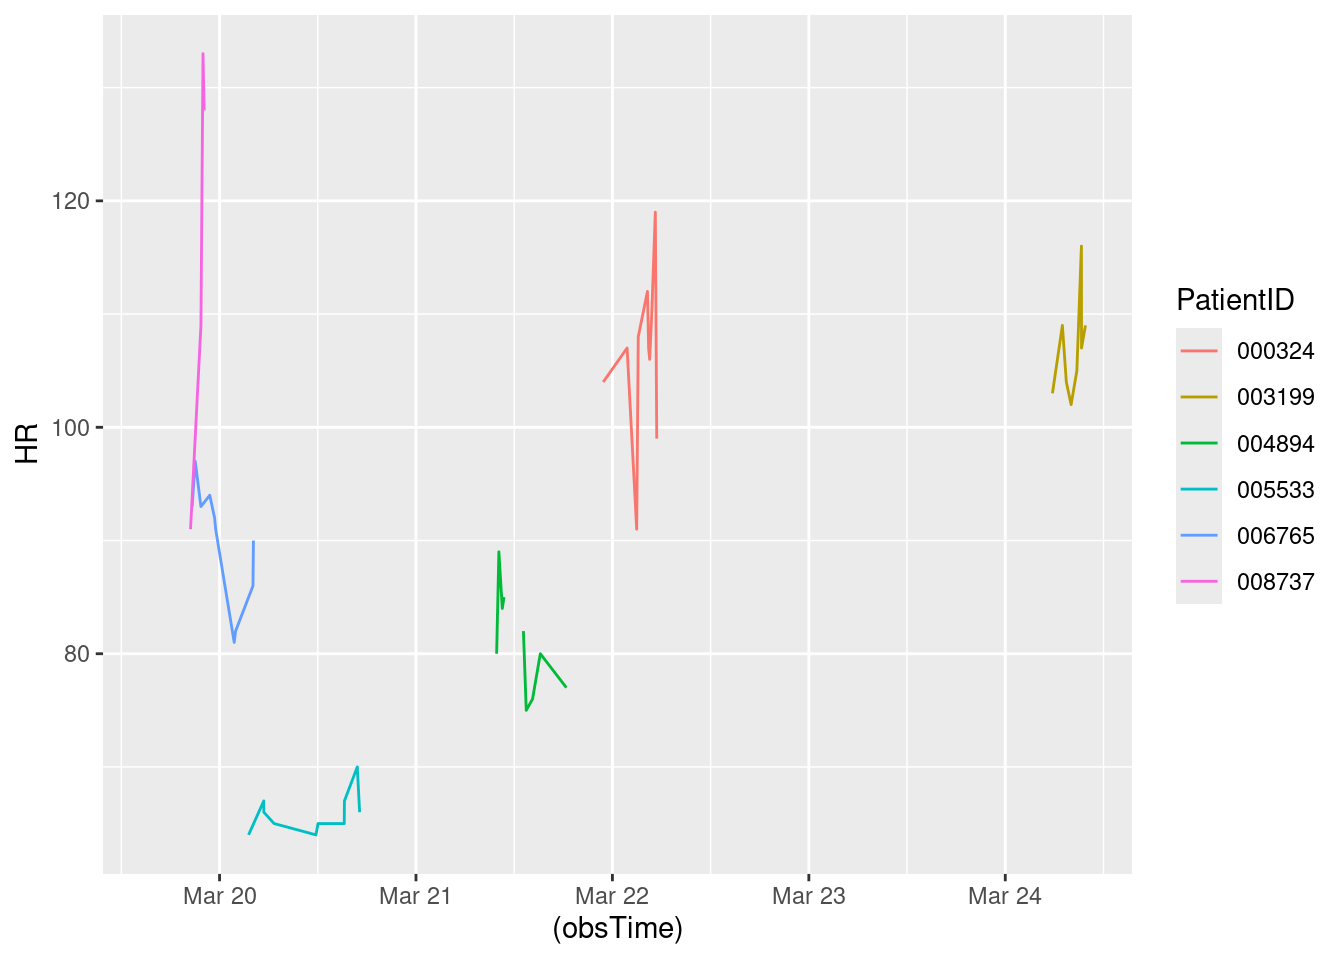 120
100
80
HR
Mar 20
Mar 21
Mar 22
Mar 23
Mar 24
(obsTime)
PatientID
000324
003199
004894
005533
006765
008737